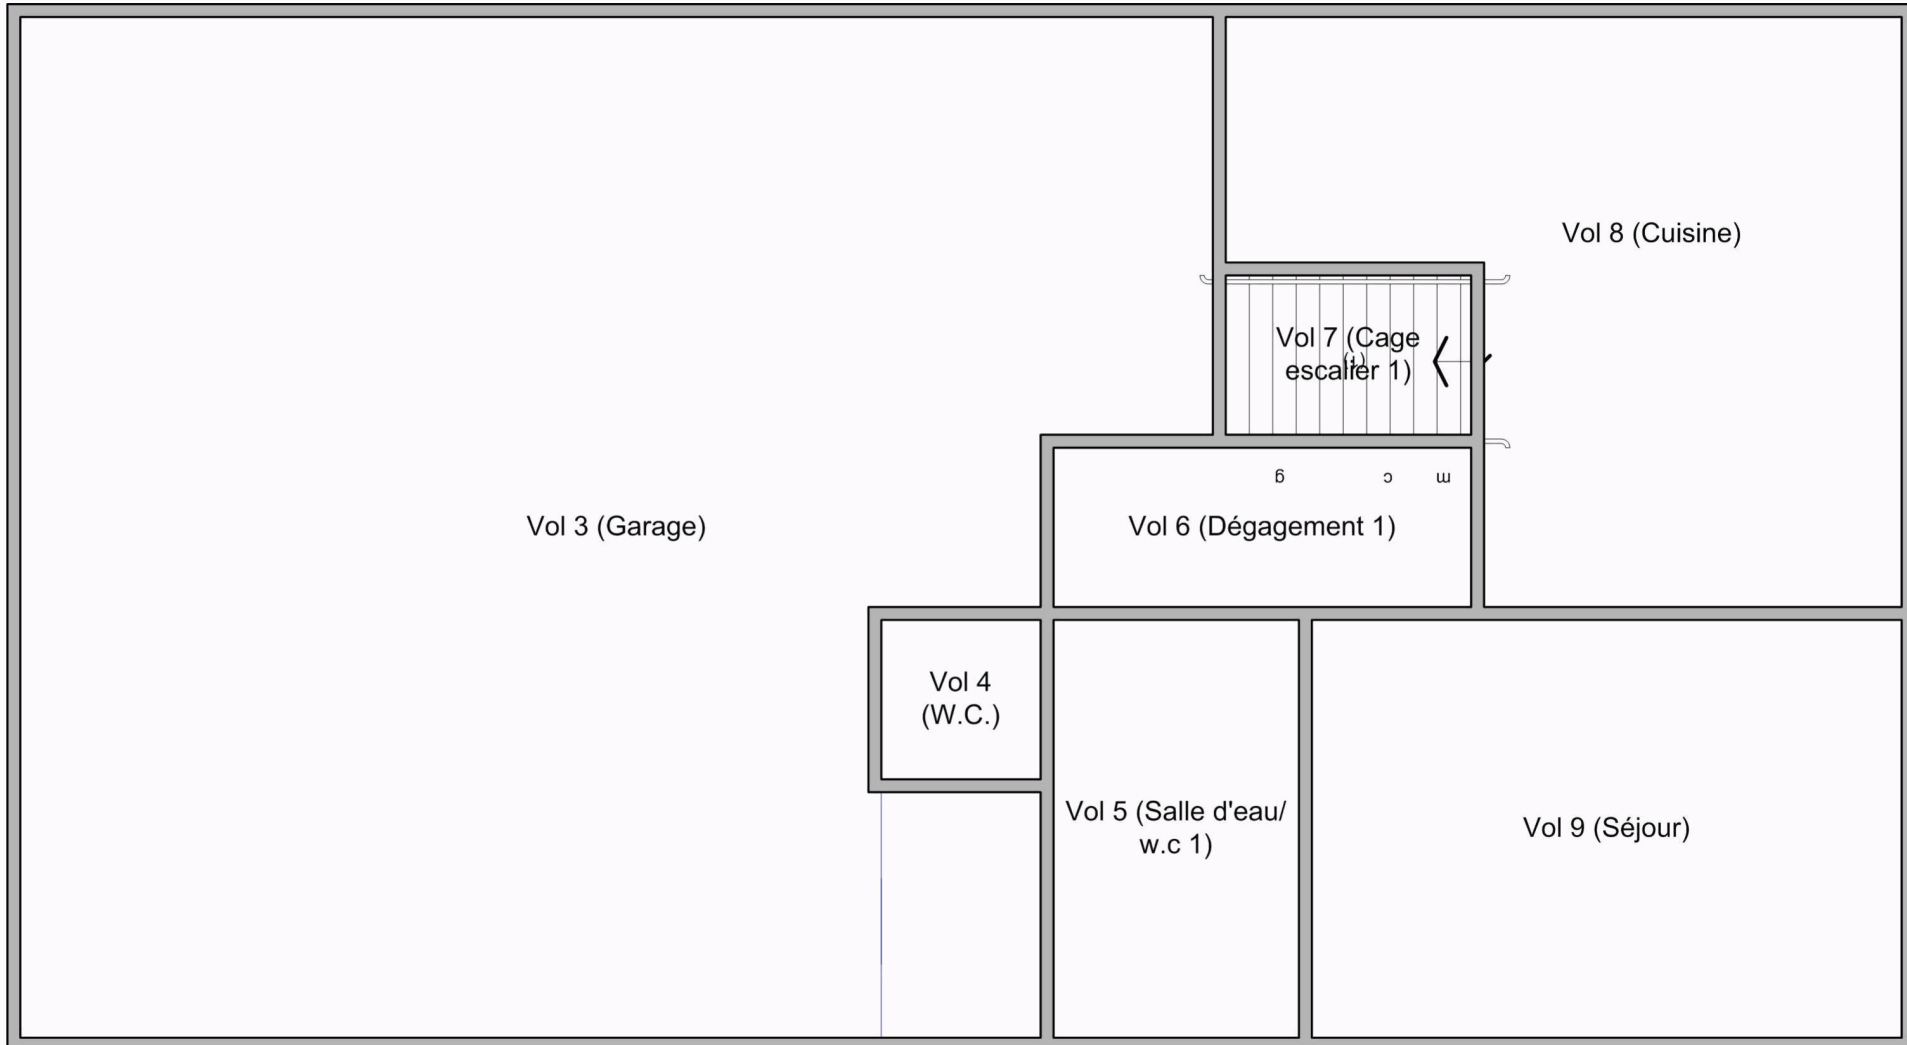 Vol 8 (Cuisine)
Vol 7 (Cage
escalier 1)
(1)
g
c
m
Vol 3 (Garage)
Vol 6 (Dégagement 1)
Vol 4
(W.C.)
Vol 5 (Salle d'eau/
w.c 1)
Vol 9 (Séjour)